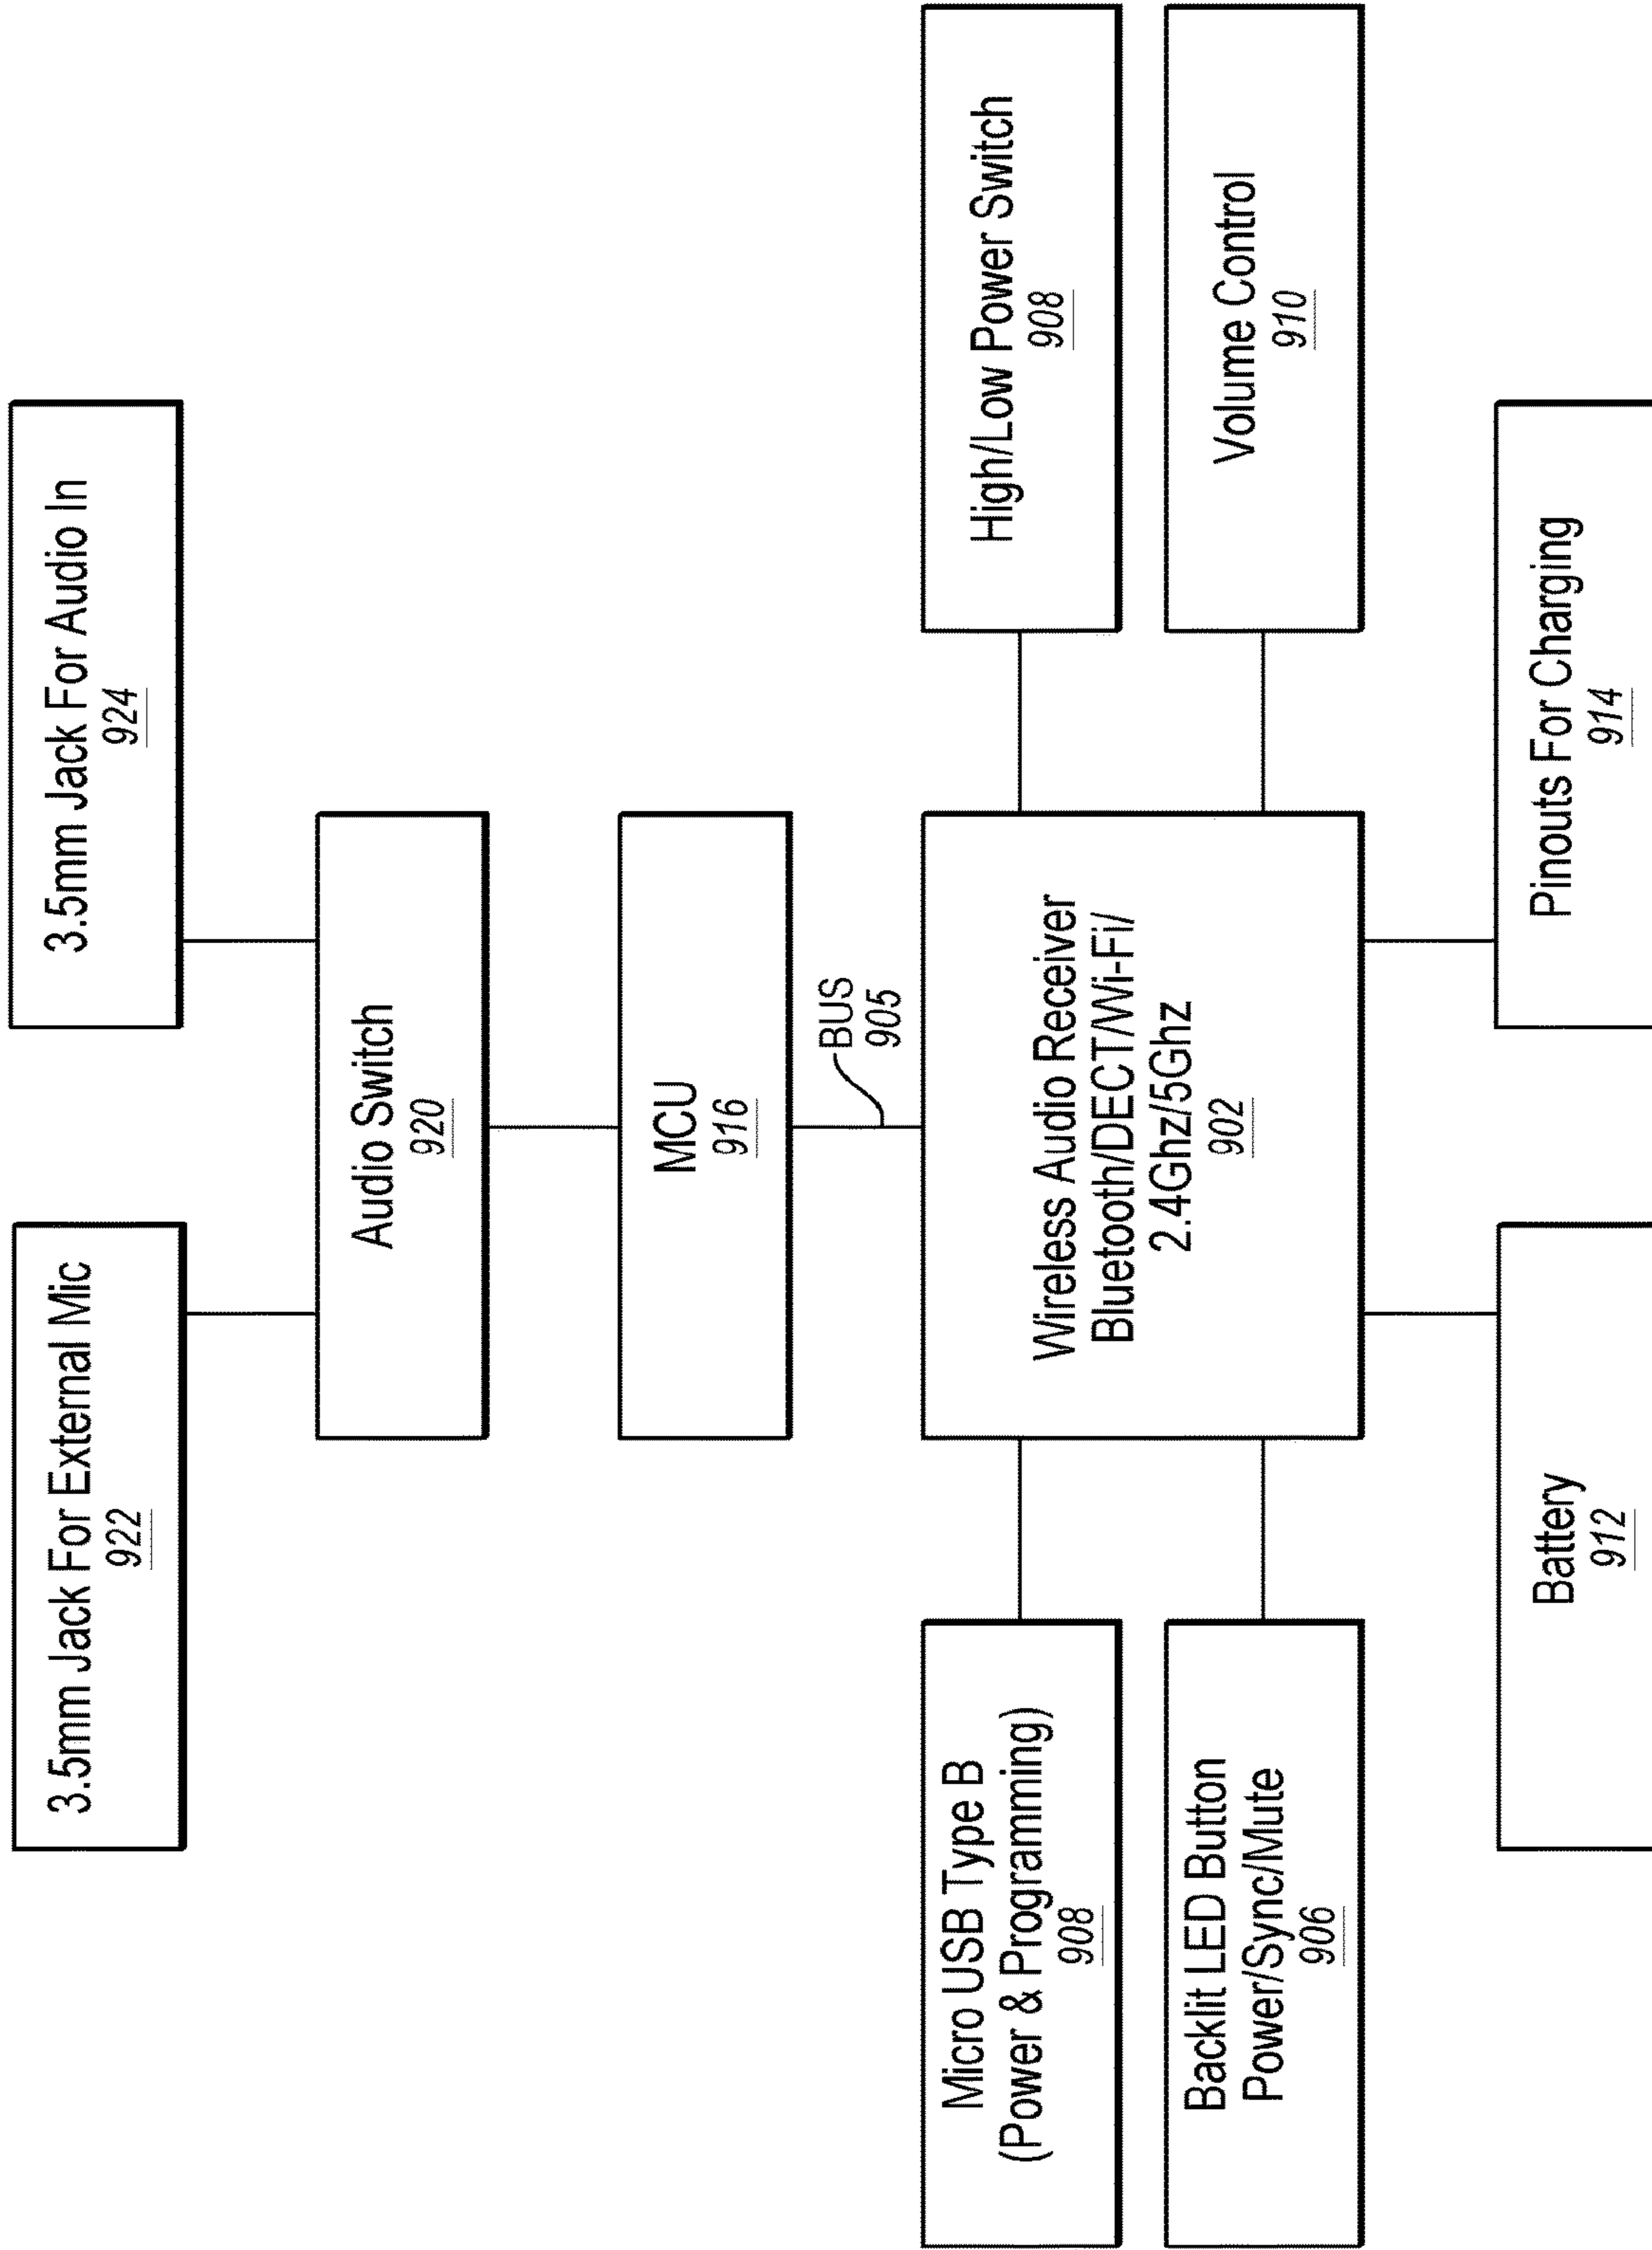 3.5mm Jack For External Mic
922
3.5mm Jack For Audio In
924
Audio Switch
920
MCU
916
BUS
905
Micro USB Type B
(Power & Programming)
908
Backlit LED Button
Power/Sync/Mute
906
Wireless Audio Receiver
Bluetooth/DECT/Wi-Fi/
2.4Ghz/5Ghz
902
High/Low Power Switch
908
Volume Control
910
Battery
912
Pinouts For Charging
914